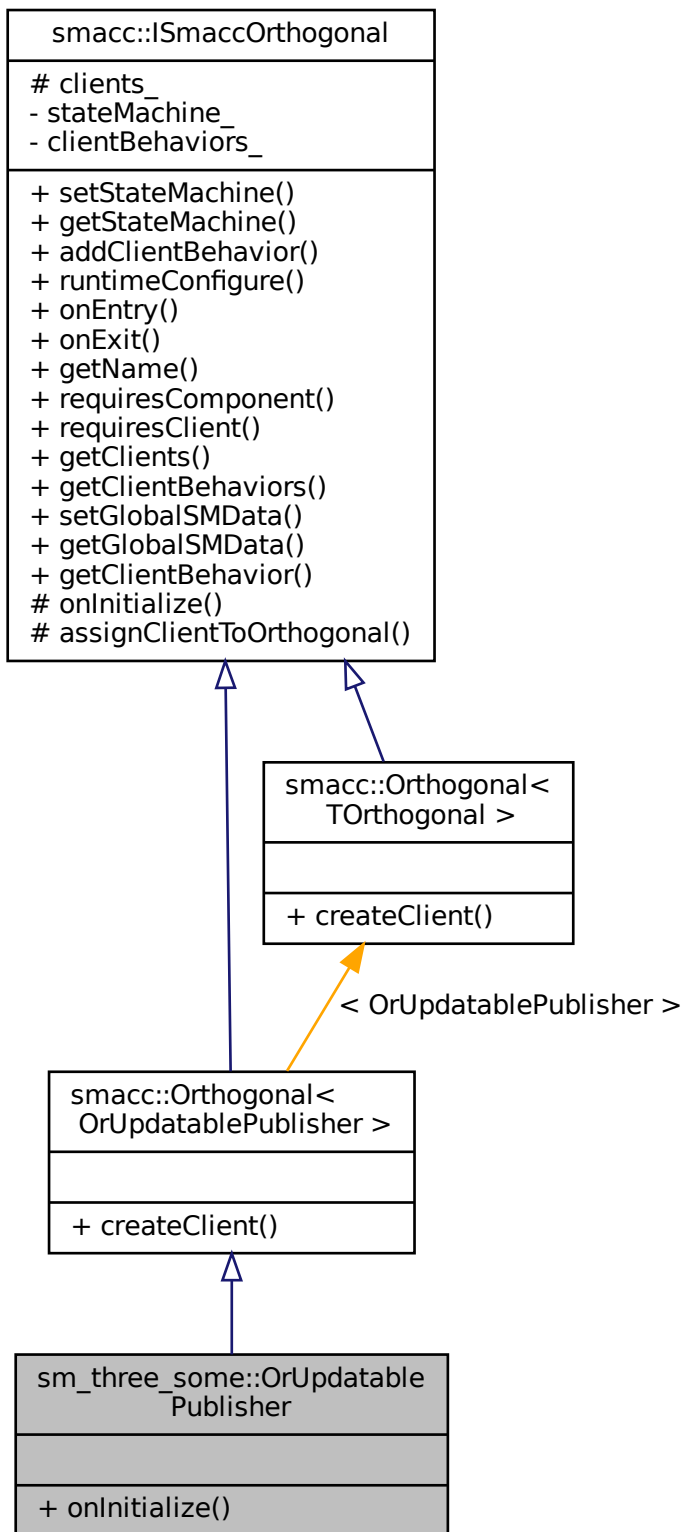 smacc::ISmaccOrthogonal
# clients_
- stateMachine_
- clientBehaviors_
+ setStateMachine()
+ getStateMachine()
+ addClientBehavior()
+ runtimeConfigure()
+ onEntry()
+ onExit()
+ getName()
+ requiresComponent()
+ requiresClient()
+ getClients()
+ getClientBehaviors()
+ setGlobalSMData()
+ getGlobalSMData()
+ getClientBehavior()
# onInitialize()
# assignClientToOrthogonal()
smacc::Orthogonal<
TOrthogonal >
+ createClient()
< OrUpdatablePublisher >
smacc::Orthogonal<
OrUpdatablePublisher >
+ createClient()
sm_three_some::OrUpdatable
Publisher
+ onInitialize()